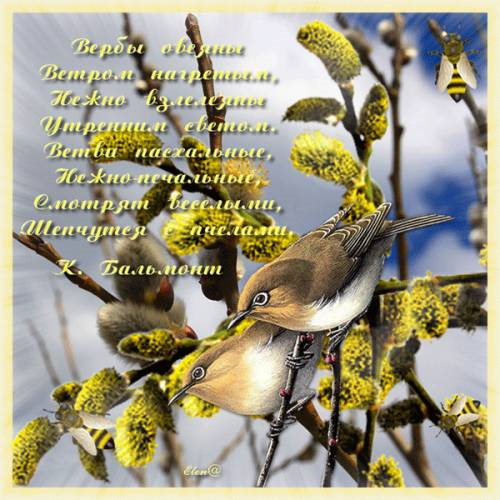 Вербы овеяны
Ветром нагретым,
Нежно взлелеяны
Утренним светом.
Ветви пасхальные,
Нежно-печальные,
Смотрят веселыми,
Шепчутся с пчелами.
К. Бальмонт
Elen@